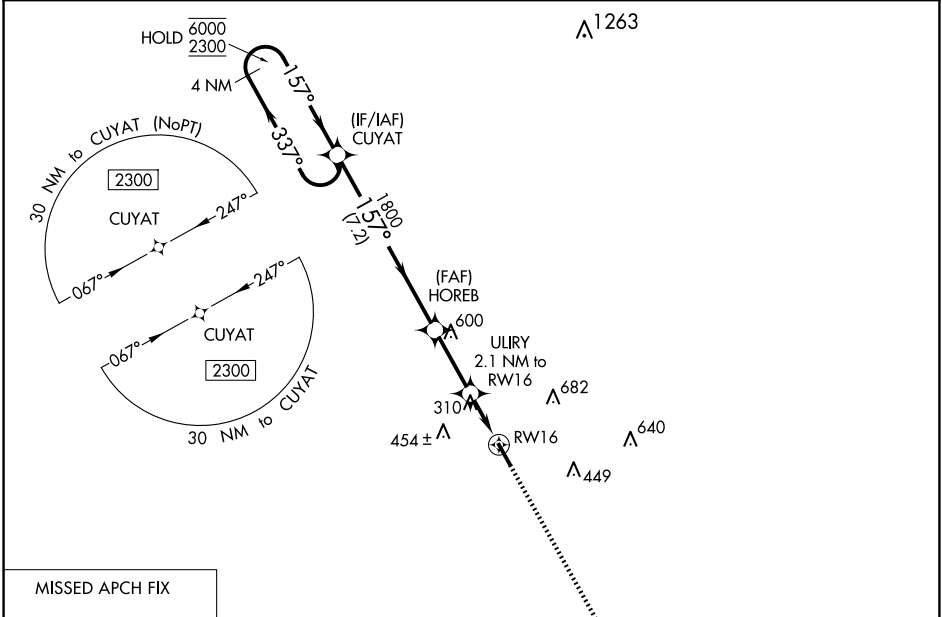 1263
HOLD 6000
2300
4 NM
157°
337°
(IF/IAF)
CUYAT
30 NM to CUYAT (NoPT)
2300
CUYAT
247°
067°
1800
157°
(7.2)
247°
067°
CUYAT
2300
30 NM to CUYAT
(FAF)
HOREB
600
ULIRY
2.1 NM to
RW16
310
682
454 ±
RW16
640
449
MISSED APCH FIX